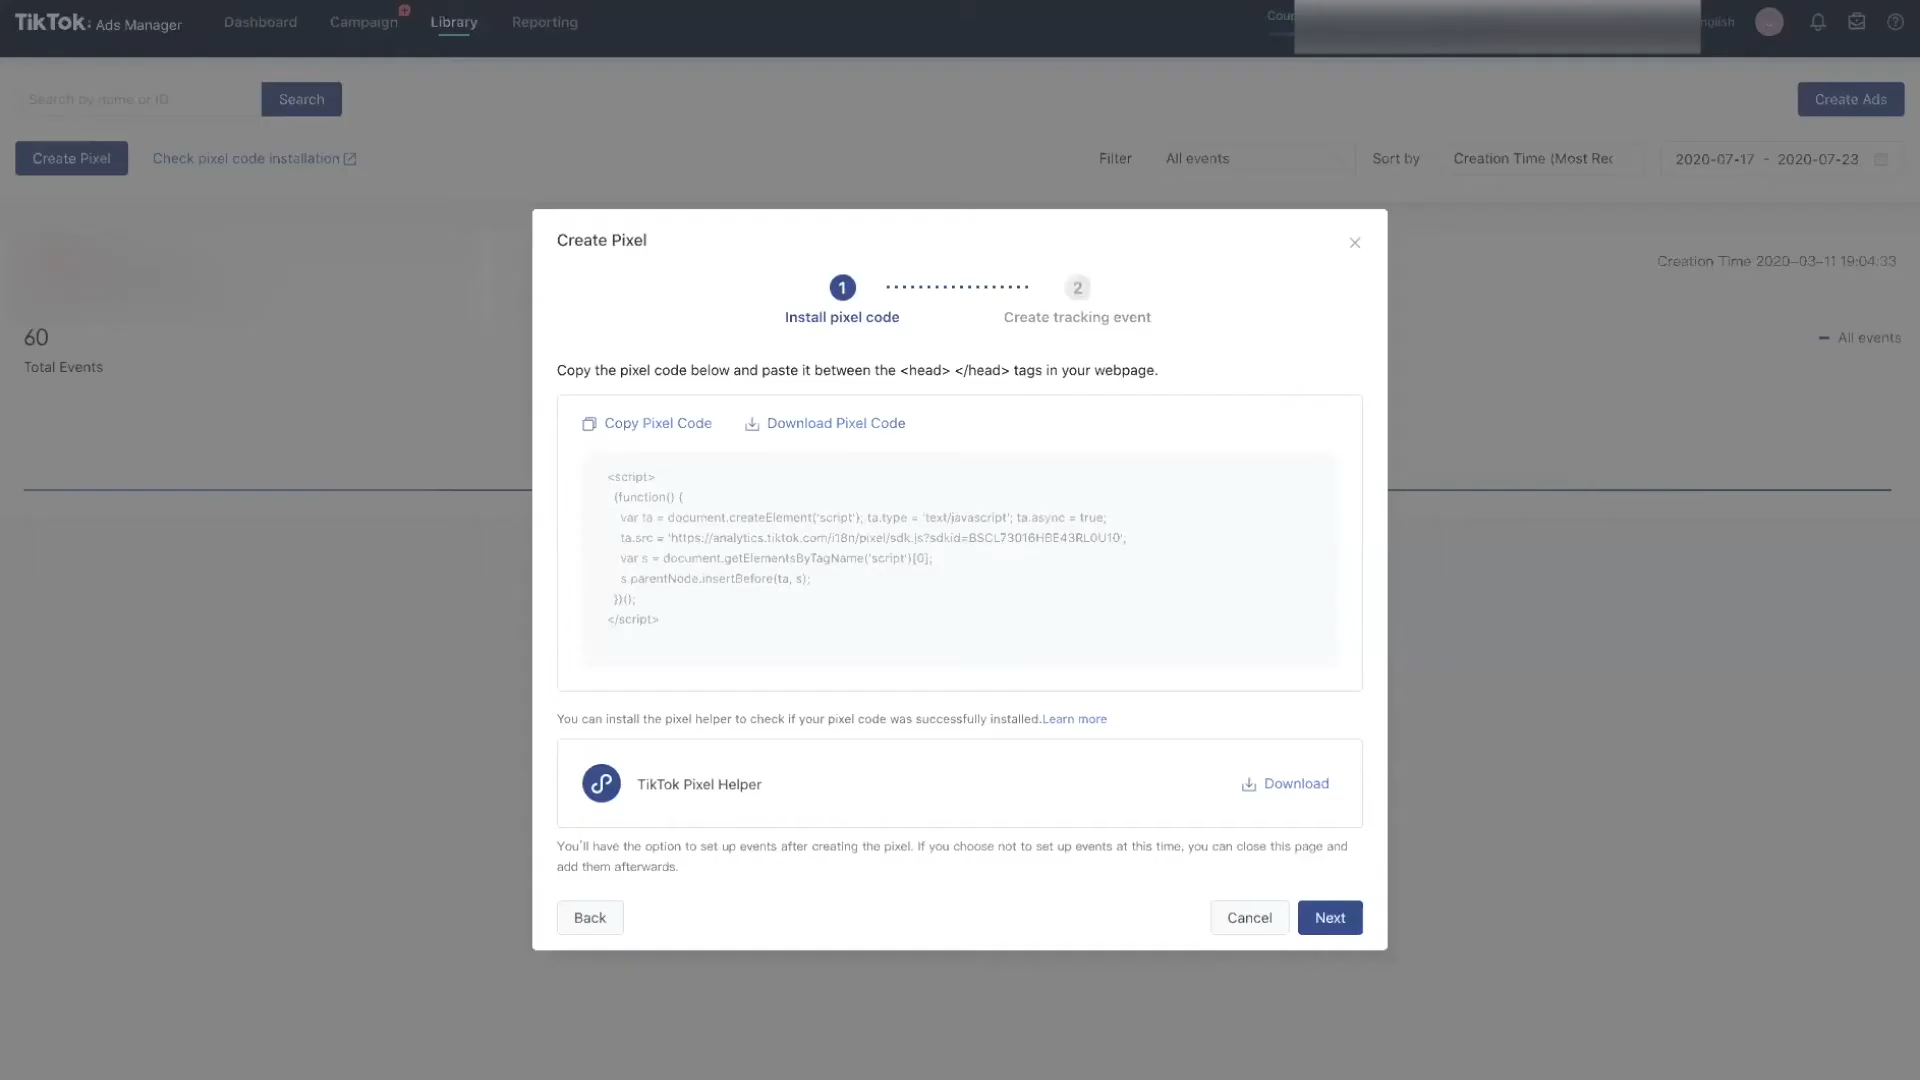 TikTok: Ads Manager
Dashboard
Campaign
Library
Reporting
Coup
nglish
Search by name or ID
Search
Create Ads
Create Pixel
Check pixel code installation
Filter
All events
Sort by
Creation Time (Most Rec
2020-07-17 - 2020-07-23
Creation Time 2020-03-11 19:04:33
60
Total Events
All events
Create Pixel
1
2
Install pixel code
Create tracking event
Copy the pixel code below and paste it between the <head> </head> tags in your webpage.
Copy Pixel Code
Download Pixel Code
<script>
(function() {
var ta = document.createElement('script'); ta.type = 'text/javascript'; ta.async = true;
ta.src = 'https://analytics.tiktok.com/i18n/pixel/sdk.js?sdkid=BSCL73016HBE43RL0U10';
var s = document.getElementsByTagName('script')[0];
s.parentNode.insertBefore(ta, s);
})();
</script>
You can install the pixel helper to check if your pixel code was successfully installed.Learn more
TikTok Pixel Helper
Download
You'll have the option to set up events after creating the pixel. If you choose not to set up events at this time, you can close this page and
add them afterwards.
Back
Cancel
Next